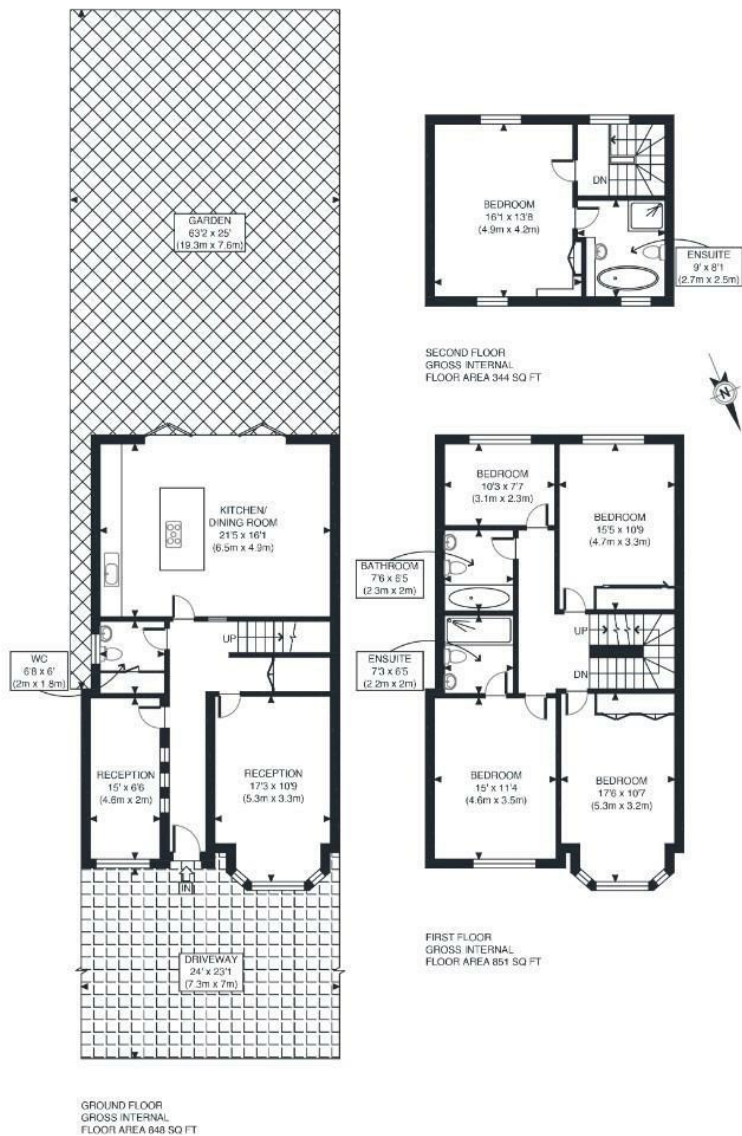 GARDEN
63'2 x 25'
(19.3m x 7.6m)
BEDROOM
16'1 x 13'8
(4.9m x 4.2m)
DN
ENSUITE
9' x 8'1
(2.7m x 2.5m)
SECOND FLOOR
GROSS INTERNAL
FLOOR AREA 344 SQ FT
N
KITCHEN/
DINING ROOM
21'5 x 16'1
(6.5m x 4.9m)
UP
WC
6'8 x 6'
(2m x 1.8m)
RECEPTION
15' x 6'6
(4.6m x 2m)
RECEPTION
17'3 x 10'9
(5.3m x 3.3m)
IN
DRIVEWAY
24' x 23'1
(7.3m x 7m)
GROUND FLOOR
GROSS INTERNAL
FLOOR AREA 848 SQ FT
BEDROOM
10'3 x 7'7
(3.1m x 2.3m)
BEDROOM
15'5 x 10'9
(4.7m x 3.3m)
BATHROOM
7'6 x 6'5
(2.3m x 2m)
UP
ENSUITE
7'3 x 6'5
(2.2m x 2m)
DN
BEDROOM
15' x 11'4
(4.6m x 3.5m)
BEDROOM
17'6 x 10'7
(5.3m x 3.2m)
FIRST FLOOR
GROSS INTERNAL
FLOOR AREA 851 SQ FT